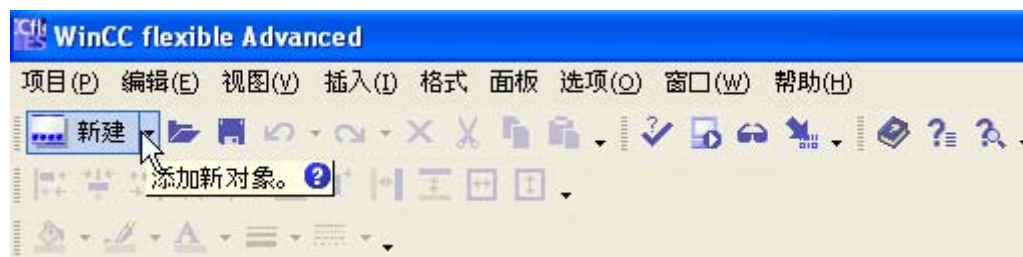 WinCC flexible Advanced
项目(P) 编辑(E) 视图(V) 插入(I) 格式 面板 选项(O) 窗口(W) 帮助(H)
新建
添加新对象。